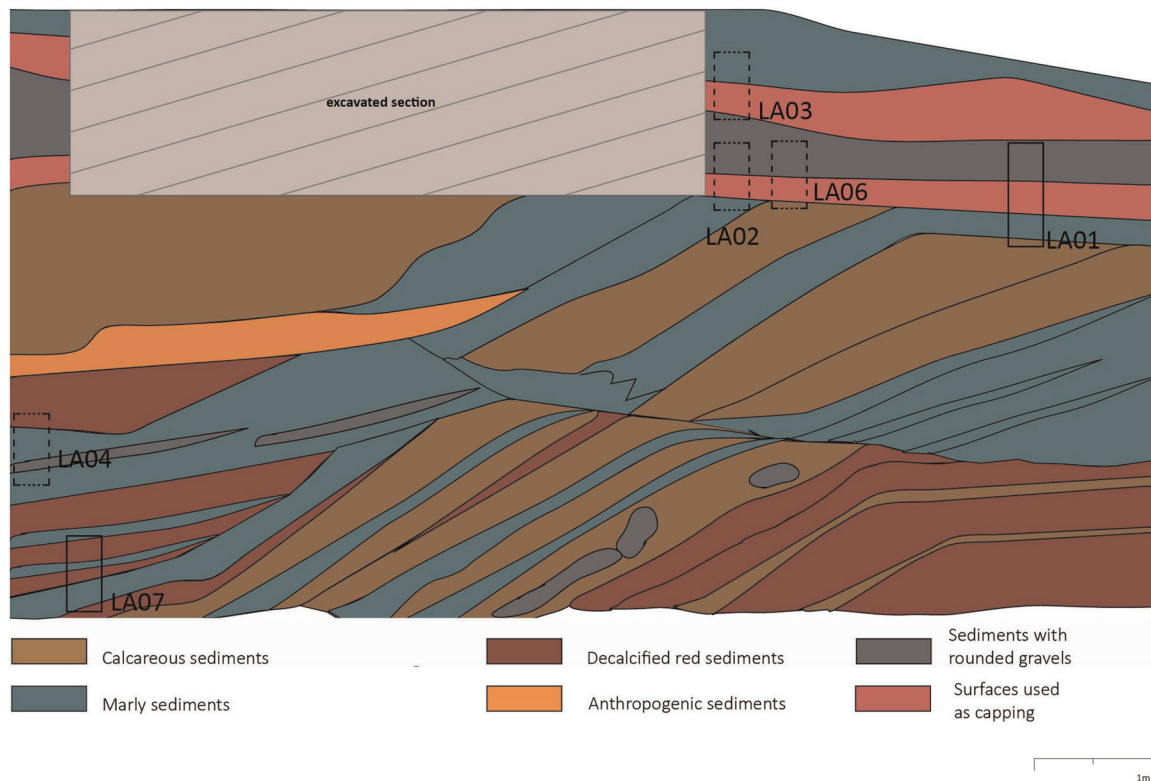 excavated section
LA03
LA06
LA02
LA01
LA04
LA07
Calcareous sediments
Decalcified red sediments
Sediments with
rounded gravels
Marly sediments
Anthropogenic sediments
Surfaces used
as capping
1m